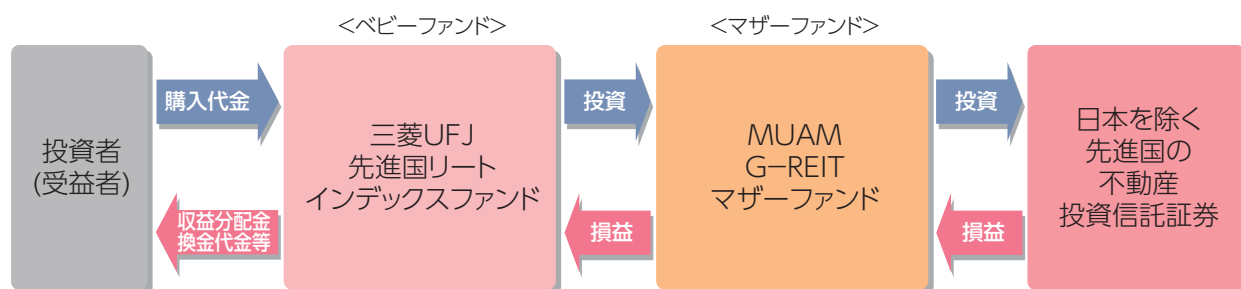 <ベビーファンド>
<マザーファンド>
投資者
(受益者)
購入代金
収益分配金
換金代金等
三菱UFJ
先進国リート
インデックスファンド
投資
損益
MUAM
G−REIT
マザーファンド
投資
損益
日本を除く
先進国の
不動産
投資信託証券